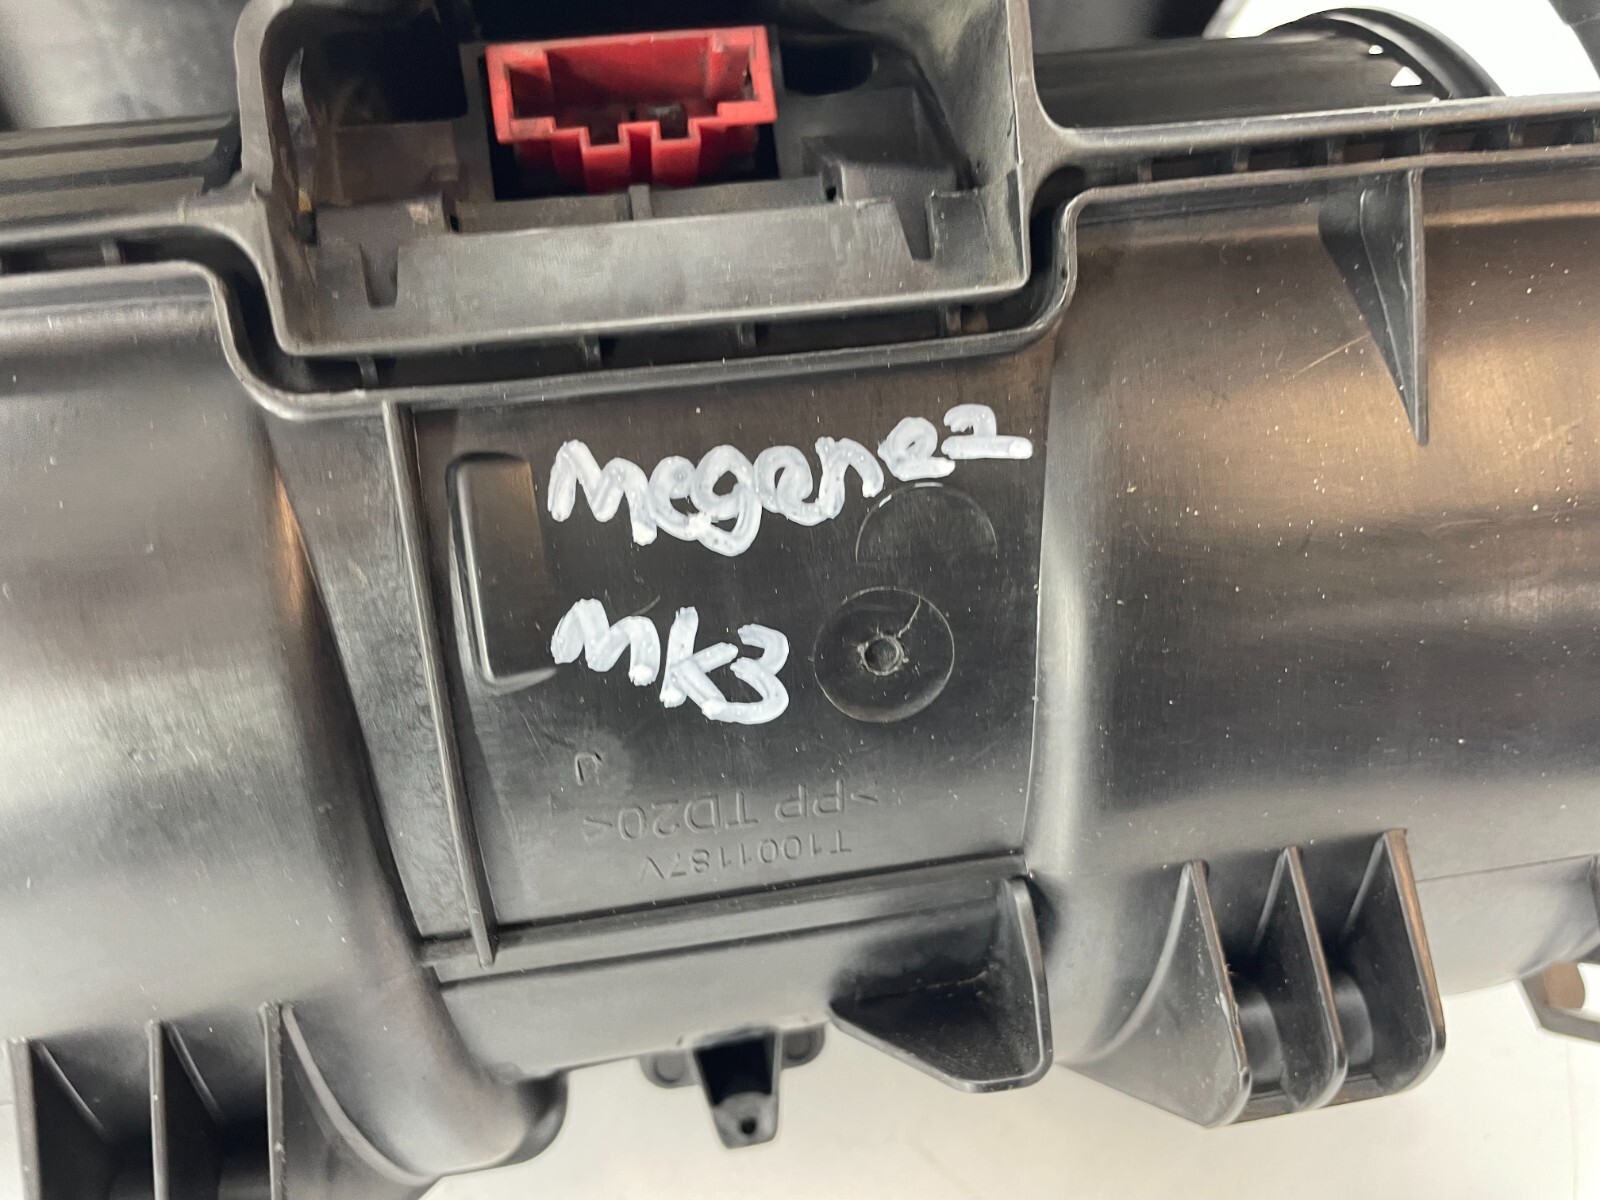 Megane2
MK3
>PP TD20<
T1001187V